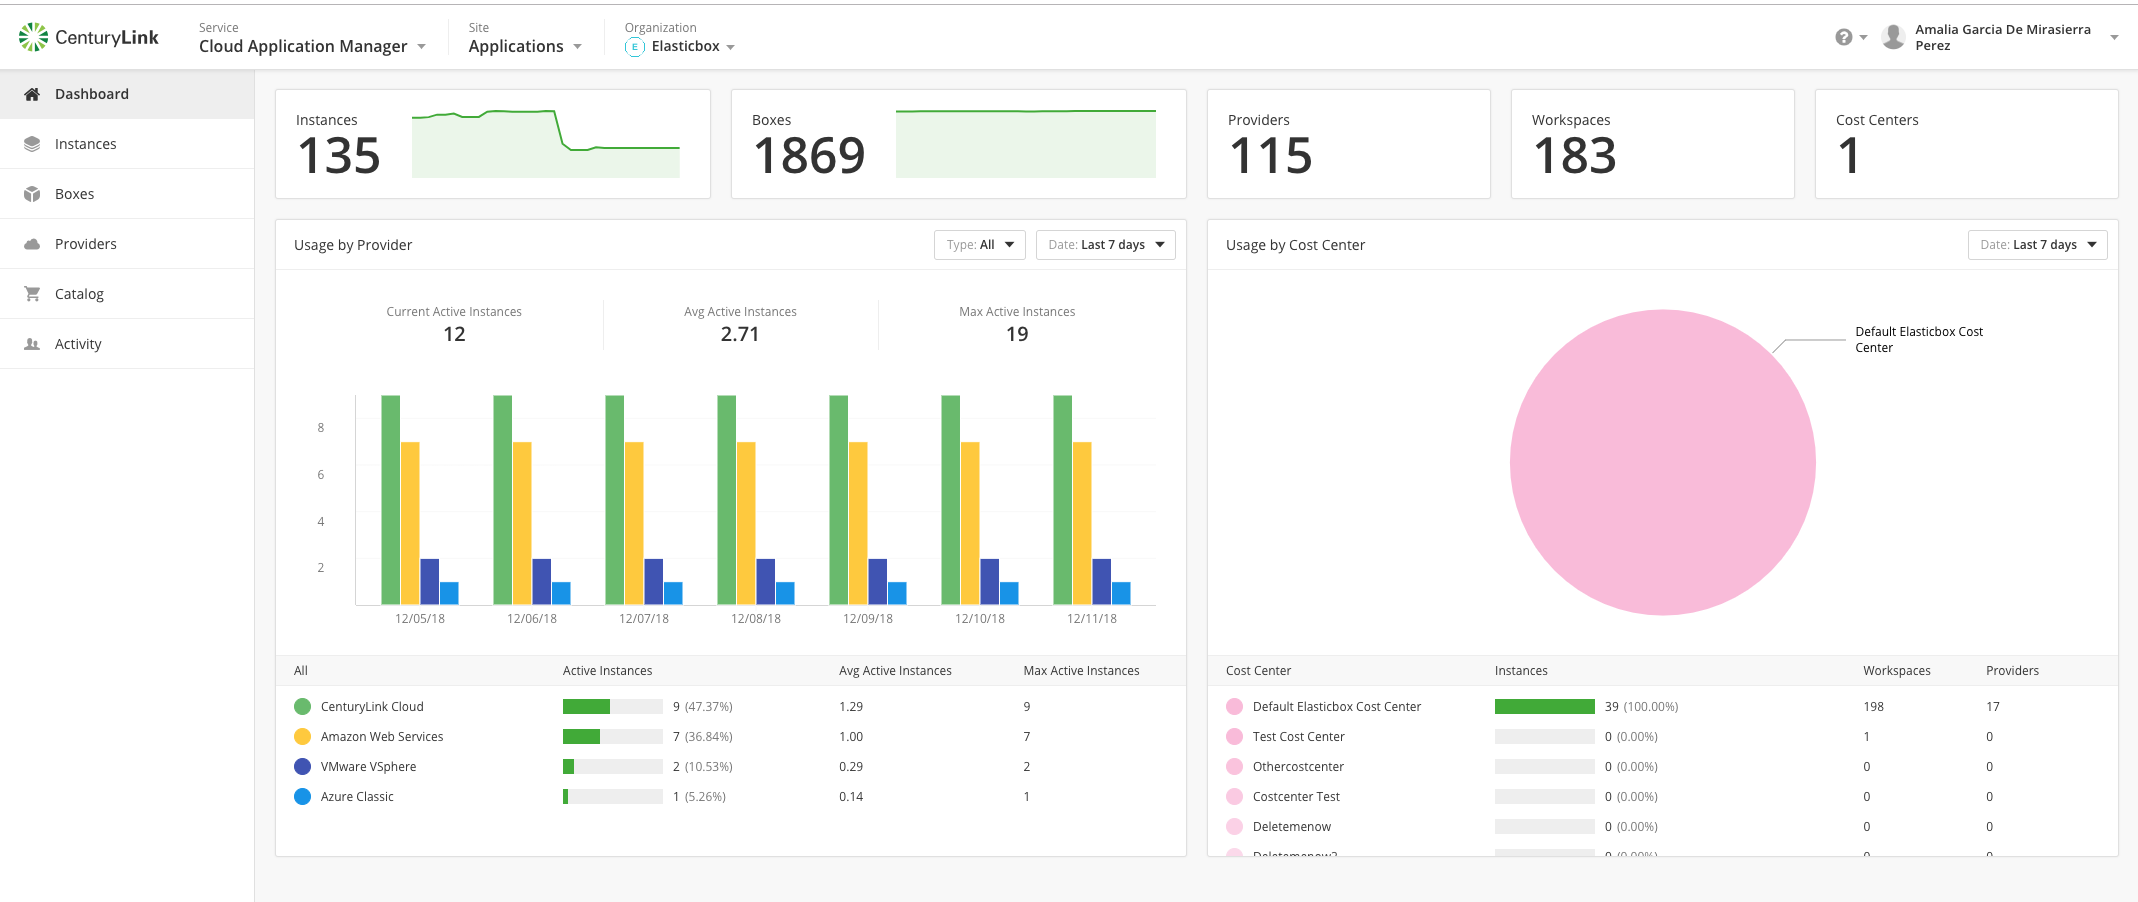 CenturyLink
Service
Cloud Application Manager
Site
Applications
Organization
E Elasticbox
?
Amalia Garcia De Mirasierra
Perez
Dashboard
Instances
Boxes
Providers
Catalog
Activity
Instances
135
Boxes
1869
Providers
115
Workspaces
183
Cost Centers
1
Usage by Provider
Type: All
Date: Last 7 days
Current Active Instances
12
Avg Active Instances
2.71
Max Active Instances
19
8
6
4
2
12/05/18 12/06/18 12/07/18 12/08/18 12/09/18 12/10/18 12/11/18
All Active Instances Avg Active Instances Max Active Instances
CenturyLink Cloud 9 (47.37%) 1.29 9
Amazon Web Services 7 (36.84%) 1.00 7
VMware VSphere 2 (10.53%) 0.29 2
Azure Classic 1 (5.26%) 0.14 1
Usage by Cost Center
Date: Last 7 days
Default Elasticbox Cost
Center
Cost Center Instances Workspaces Providers
Default Elasticbox Cost Center 39 (100.00%) 198 17
Test Cost Center 0 (0.00%) 1 0
Othercostcenter 0 (0.00%) 0 0
Costcenter Test 0 (0.00%) 0 0
Deletemenow 0 (0.00%) 0 0
Deletemenow2 0 (0.00%) 0 0